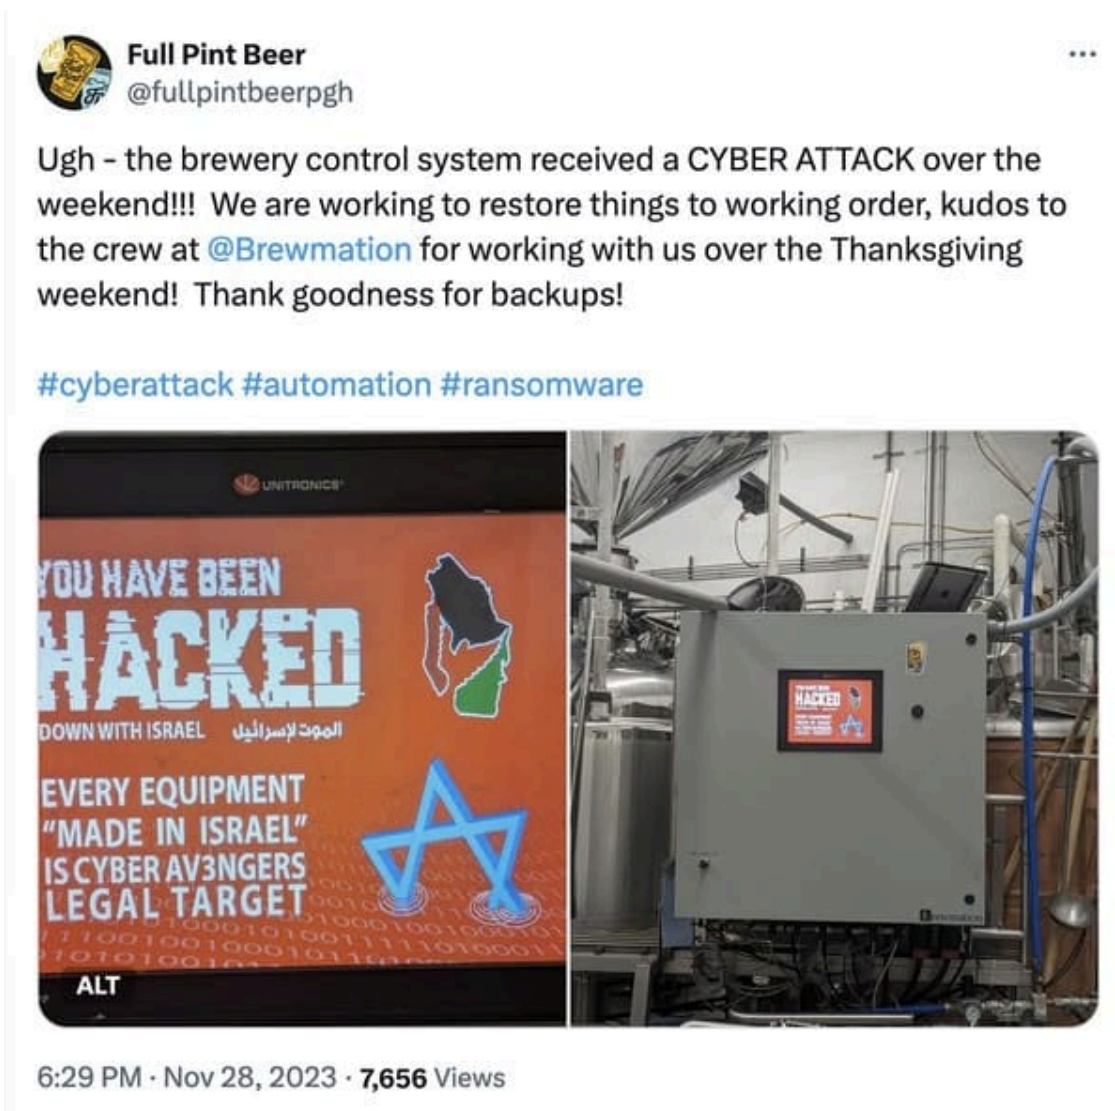 Full Pint Beer
@fullpintbeerpgh
Ugh - the brewery control system received a CYBER ATTACK over the
weekend!!! We are working to restore things to working order, kudos to
the crew at @Brewmation for working with us over the Thanksgiving
weekend! Thank goodness for backups!
#cyberattack #automation #ransomware
UNITRONICS
YOU HAVE BEEN
HACKED
DOWN WITH ISRAEL الموت لإسرائيل
EVERY EQUIPMENT
"MADE IN ISRAEL"
IS CYBER AV3NGERS
LEGAL TARGET
ALT
HACKED
6:29 PM · Nov 28, 2023 · 7,656 Views